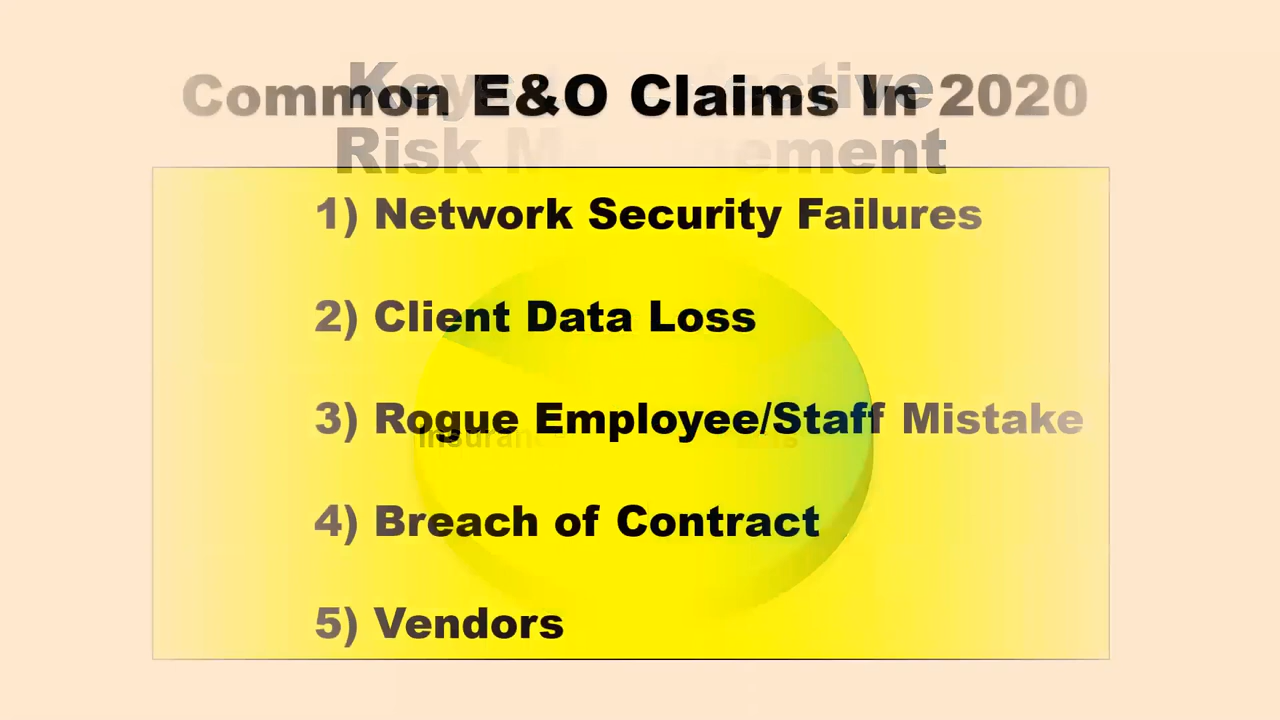 Common E&O Claims In 2020
Risk
1) Network Security Failures
2) Client Data Loss
3) Rogue Employee/Staff Mistake
4) Breach of Contract
5) Vendors